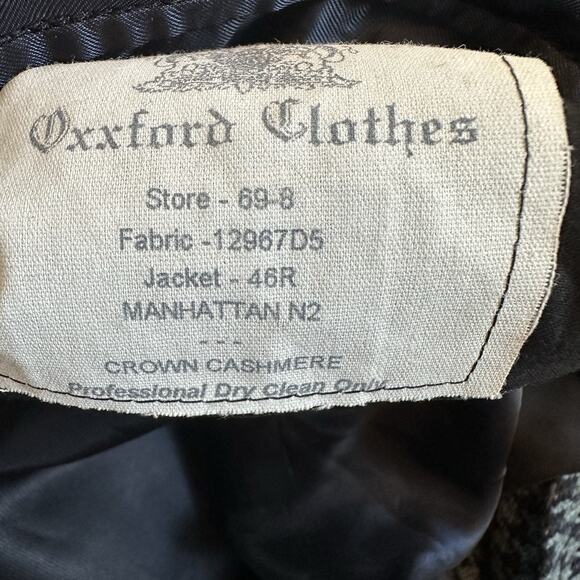 Oxxford Clothes
Store - 69-8
Fabric -12967D5
Jacket - 46R
MANHATTAN N2
- - -
CROWN CASHMERE
Professional Dry Clean Only